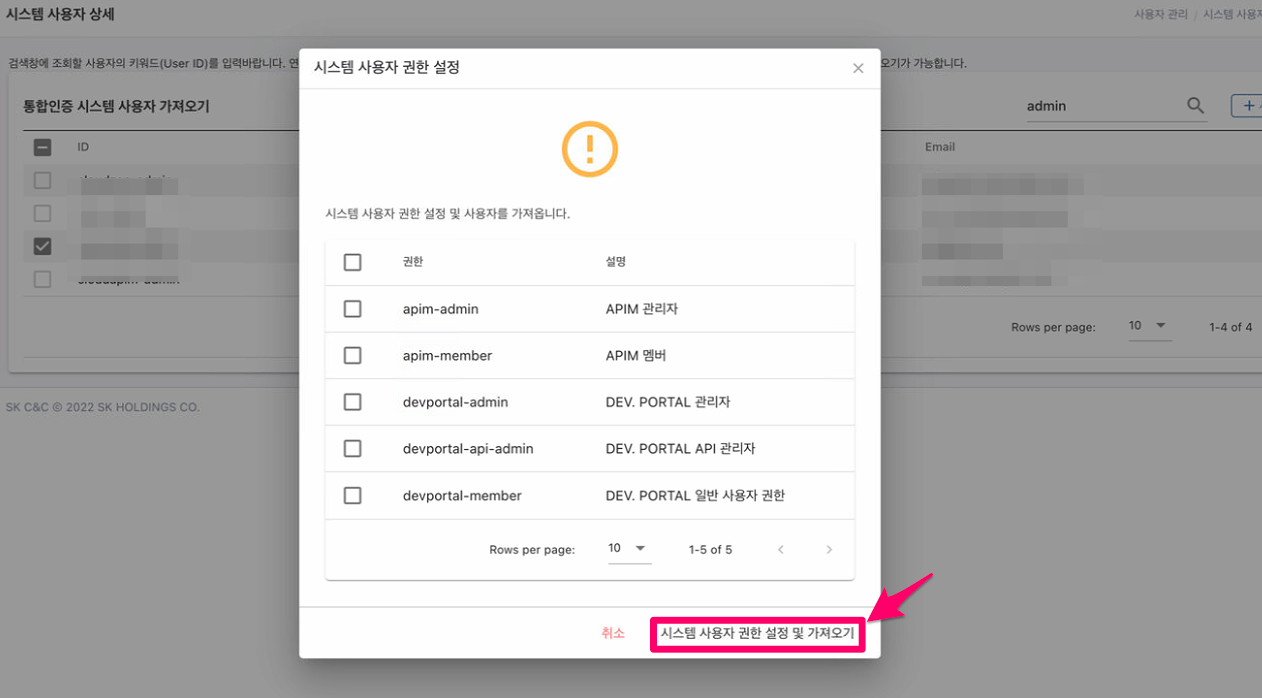 시스템 사용자 상세
사용자 관리 / 시스템 사용자
검색창에 조회할 사용자의 키워드(User ID)를 입력바랍니다.
오기가 가능합니다.
통합인증 시스템 사용자 가져오기
admin
ID
Email
Rows per page: 10 1-4 of 4
SK C&C © 2022 SK HOLDINGS CO.
시스템 사용자 권한 설정
시스템 사용자 권한 설정 및 사용자를 가져옵니다.
권한 설명
apim-admin APIM 관리자
apim-member APIM 멤버
devportal-admin DEV. PORTAL 관리자
devportal-api-admin DEV. PORTAL API 관리자
devportal-member DEV. PORTAL 일반 사용자 권한
Rows per page: 10 1-5 of 5
취소 시스템 사용자 권한 설정 및 가져오기